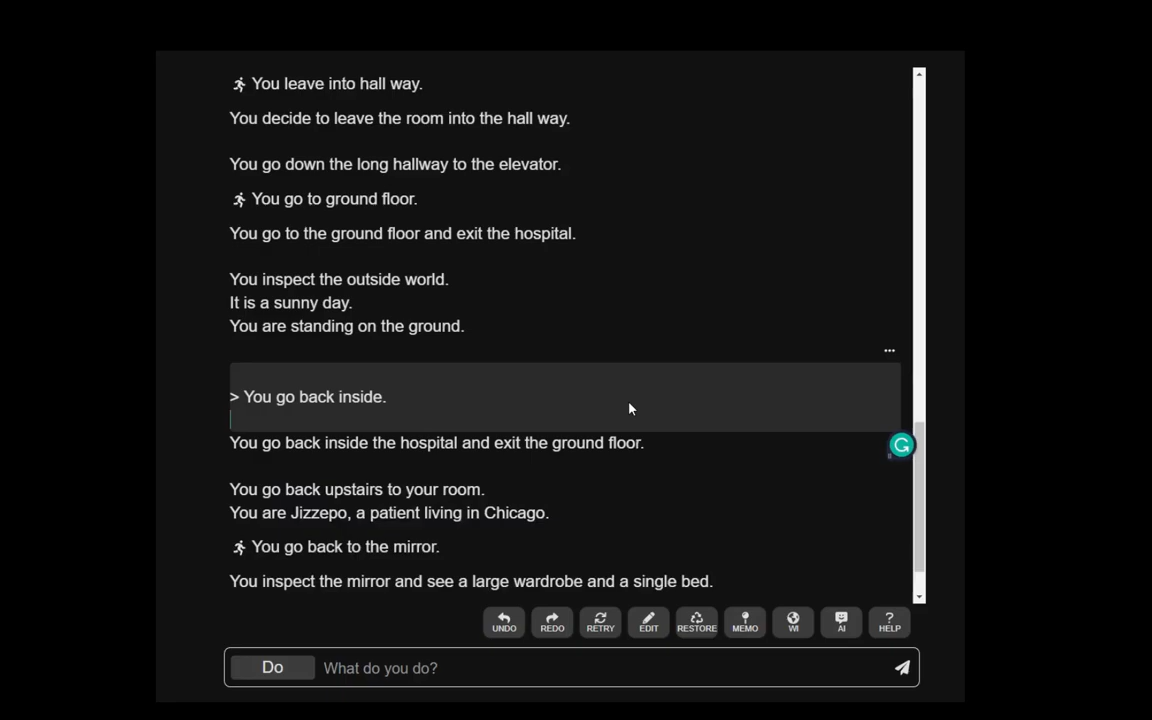 You leave into hall way.
You decide to leave the room into the hall way.
You go down the long hallway to the elevator.
You go to ground floor.
You go to the ground floor and exit the hospital.
You inspect the outside world.
It is a sunny day.
You are standing on the ground.
...
> You go back inside.
You go back inside the hospital and exit the ground floor.
You go back upstairs to your room.
You are Jizzepo, a patient living in Chicago.
You go back to the mirror.
You inspect the mirror and see a large wardrobe and a single bed.
UNDO REDO RETRY EDIT RESTORE MEMO WI AI HELP
Do What do you do?